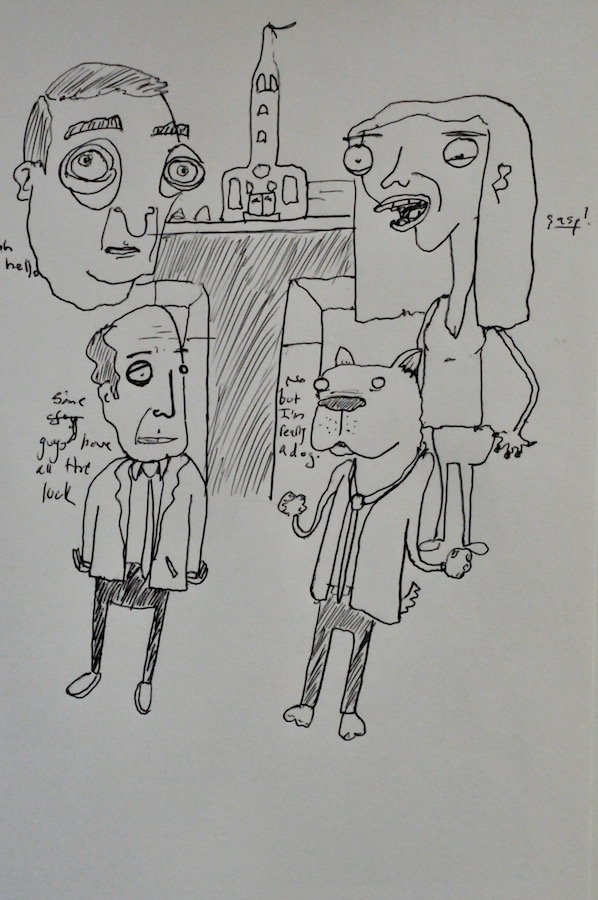 oh
hello
gasp!
Some
guys have
all the
luck
No
but
I'm
really
a dog.